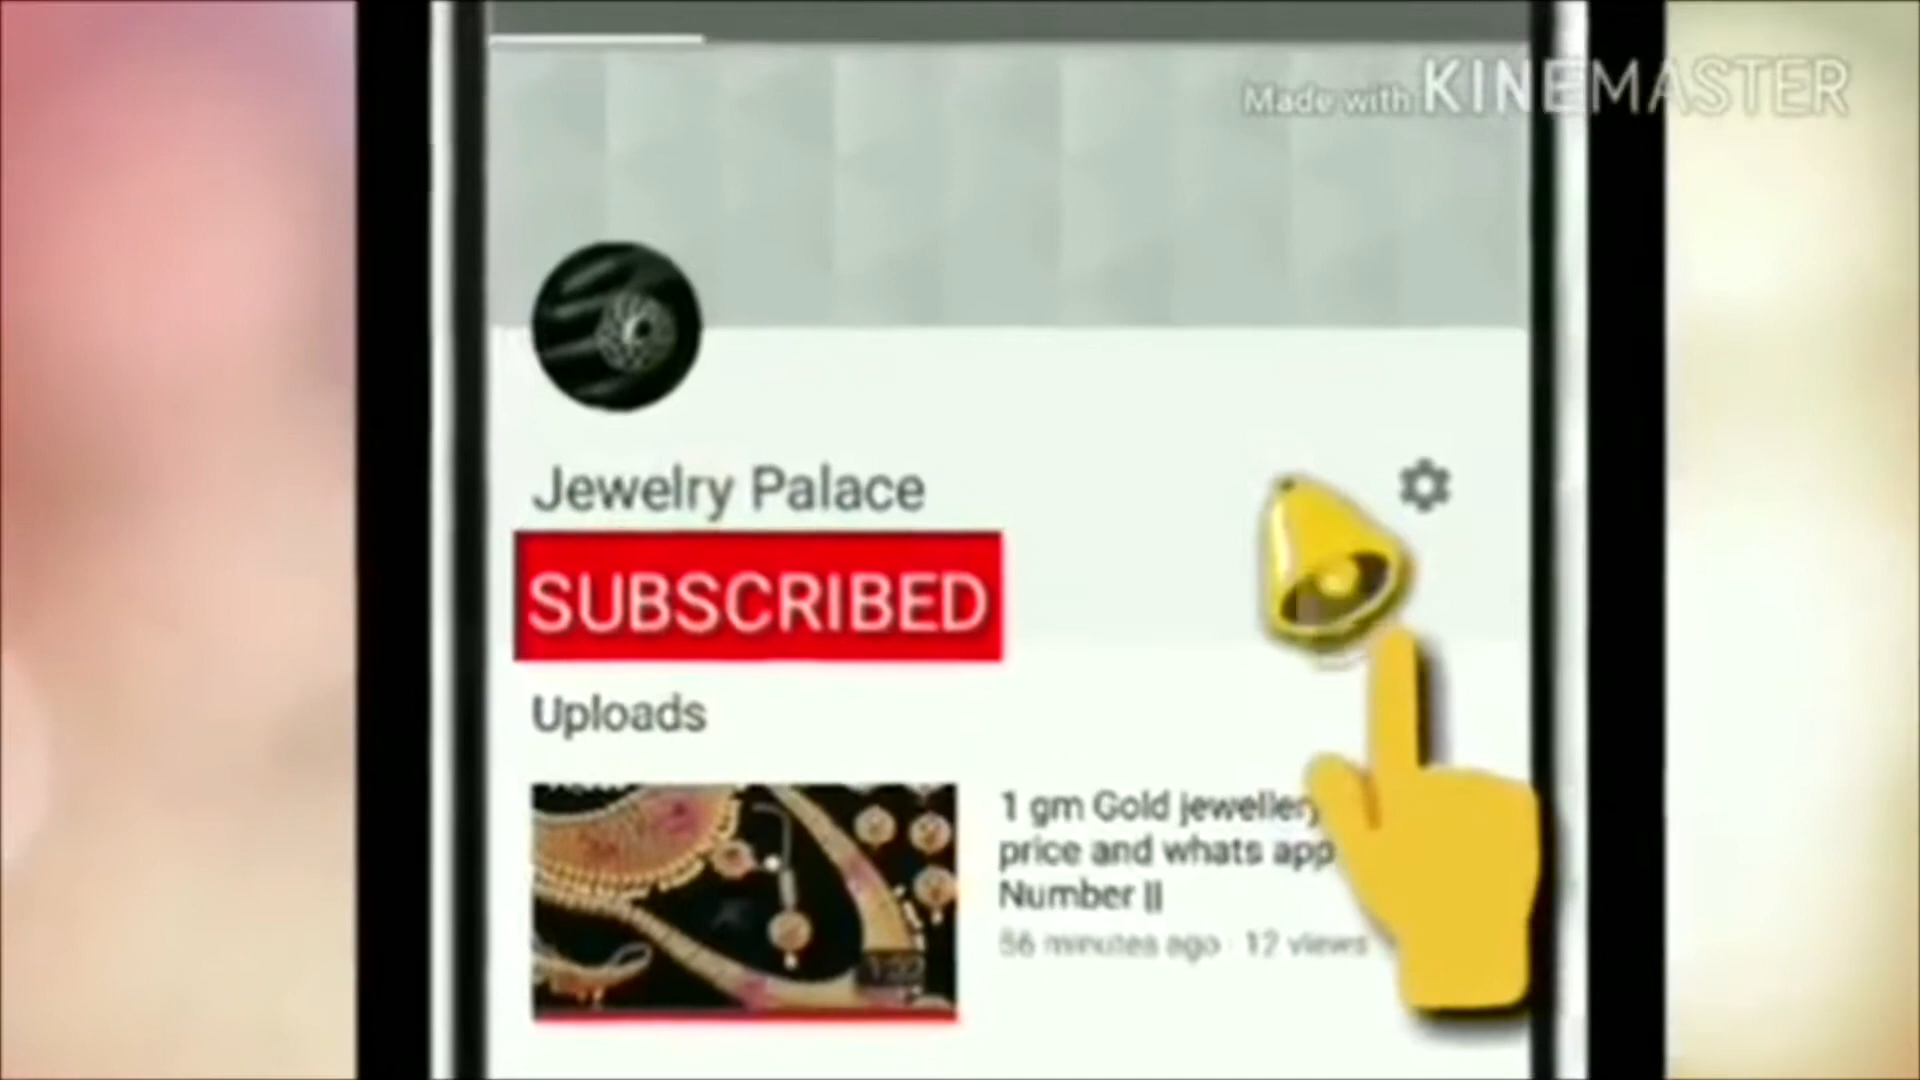 Made with KINEMASTER
Jewelry Palace
SUBSCRIBED
Uploads
1 gm Gold jewellery
price and whats app
Number ||
56 minutes ago · 12 views